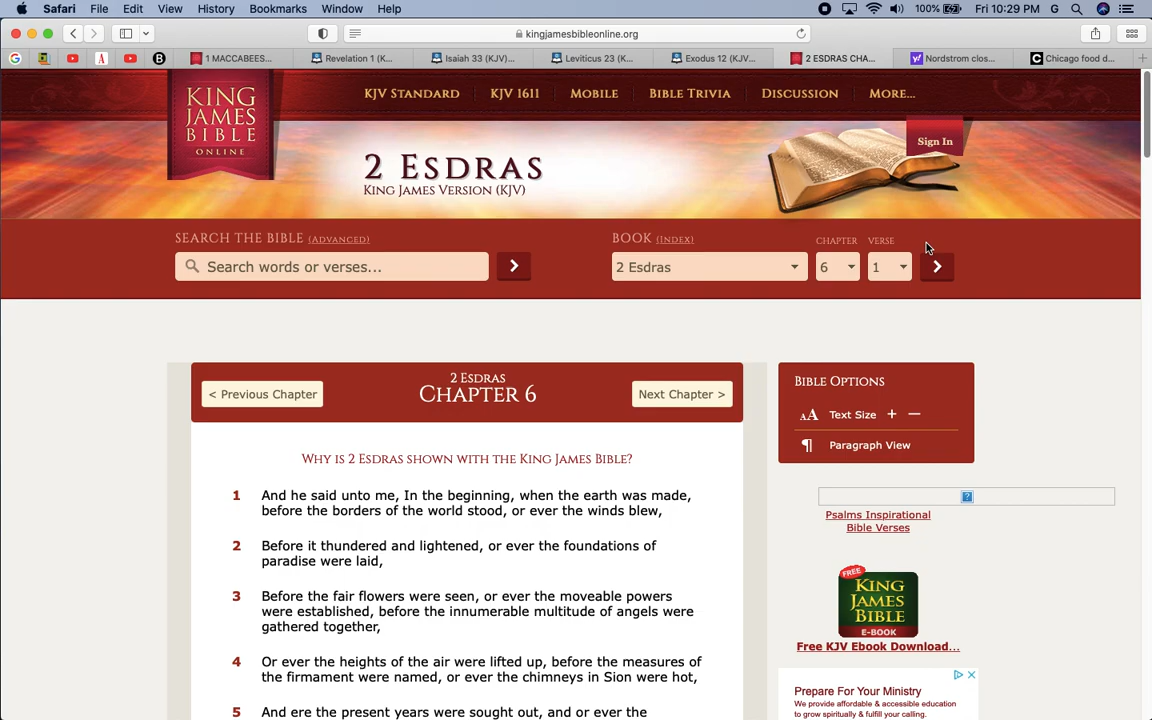 Safari File Edit View History Bookmarks Window Help 100% Fri 10:29 PM G
kingjamesbibleonline.org
1 MACCABEES... Revelation 1 (K... Isaiah 33 (KJV)... Leviticus 23 (K... Exodus 12 (KJV... 2 ESDRAS CHA... Nordstrom clos... Chicago food d...
KING
JAMES
BIBLE
ONLINE
KJV STANDARD KJV 1611 MOBILE BIBLE TRIVIA DISCUSSION MORE...
Sign In
2 ESDRAS
KING JAMES VERSION (KJV)
SEARCH THE BIBLE (ADVANCED) BOOK (INDEX) CHAPTER VERSE
Search words or verses... > 2 Esdras 6 1 >
2 ESDRAS
< Previous Chapter CHAPTER 6 Next Chapter >
WHY IS 2 ESDRAS SHOWN WITH THE KING JAMES BIBLE?
1 And he said unto me, In the beginning, when the earth was made,
before the borders of the world stood, or ever the winds blew,
2 Before it thundered and lightened, or ever the foundations of
paradise were laid,
3 Before the fair flowers were seen, or ever the moveable powers
were established, before the innumerable multitude of angels were
gathered together,
4 Or ever the heights of the air were lifted up, before the measures of
the firmament were named, or ever the chimneys in Sion were hot,
5 And ere the present years were sought out, and or ever the
BIBLE OPTIONS
AA Text Size + —
¶ Paragraph View
?
Psalms Inspirational
Bible Verses
FREE
KING
JAMES
BIBLE
E-BOOK
Free KJV Ebook Download...
Prepare For Your Ministry
We provide affordable & accessible education
to grow spiritually & fulfill your calling.